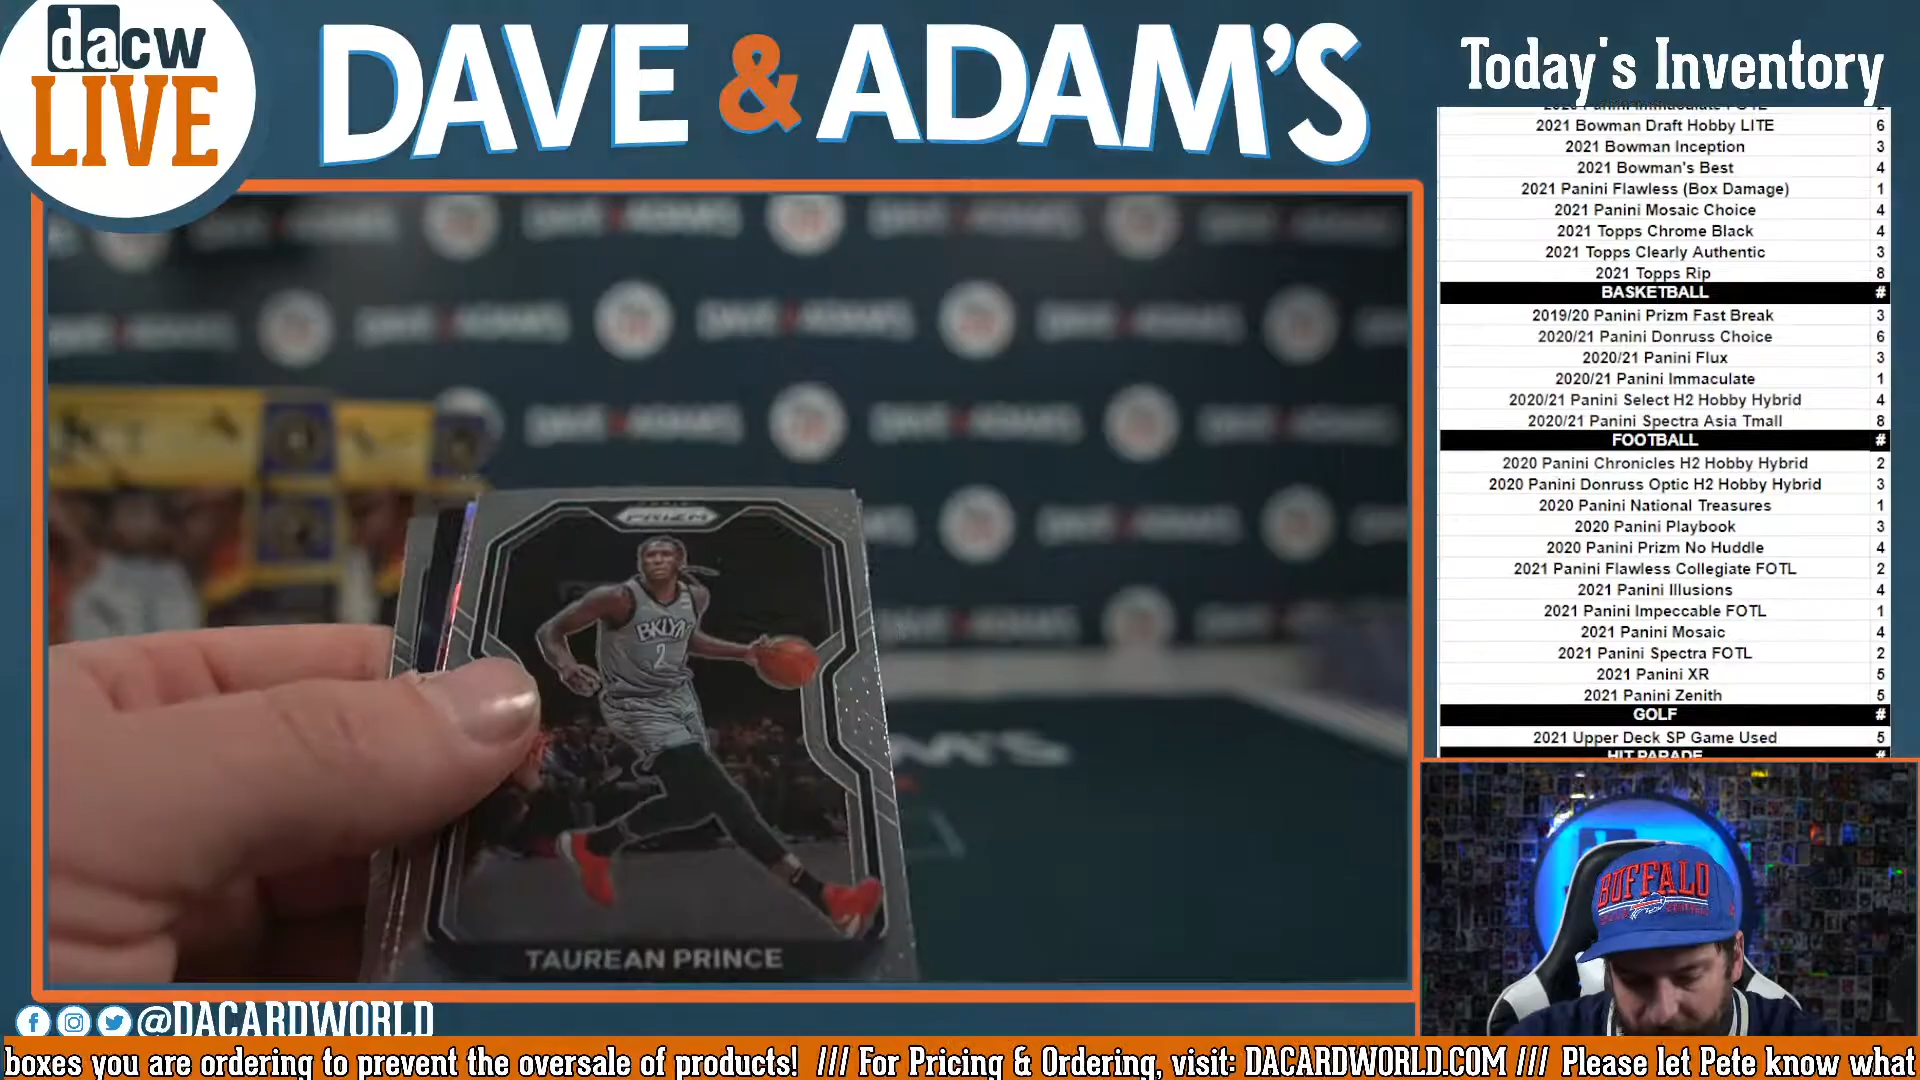 dacw
LIVE
DAVE & ADAM'S
Today's Inventory
2021 Bowman Draft Hobby LITE 6
2021 Bowman Inception 3
2021 Bowman's Best 4
2021 Panini Flawless (Box Damage) 1
2021 Panini Mosaic Choice 4
2021 Topps Chrome Black 4
2021 Topps Clearly Authentic 3
2021 Topps Rip 8
BASKETBALL #
2019/20 Panini Prizm Fast Break 3
2020/21 Panini Donruss Choice 6
2020/21 Panini Flux 3
2020/21 Panini Immaculate 1
2020/21 Panini Select H2 Hobby Hybrid 4
2020/21 Panini Spectra Asia Tmall 8
FOOTBALL #
2020 Panini Chronicles H2 Hobby Hybrid 2
2020 Panini Donruss Optic H2 Hobby Hybrid 3
2020 Panini National Treasures 1
2020 Panini Playbook 3
2020 Panini Prizm No Huddle 4
2021 Panini Flawless Collegiate FOTL 2
2021 Panini Illusions 4
2021 Panini Impeccable FOTL 1
2021 Panini Mosaic 4
2021 Panini Spectra FOTL 2
2021 Panini XR 5
2021 Panini Zenith 5
GOLF #
2021 Upper Deck SP Game Used 5
HIT PARADE #
PRIZM
BKLYN
2
TAUREAN PRINCE
BUFFALO
@DACARDWORLD
boxes you are ordering to prevent the oversale of products! /// For Pricing & Ordering, visit: DACARDWORLD.COM /// Please let Pete know what